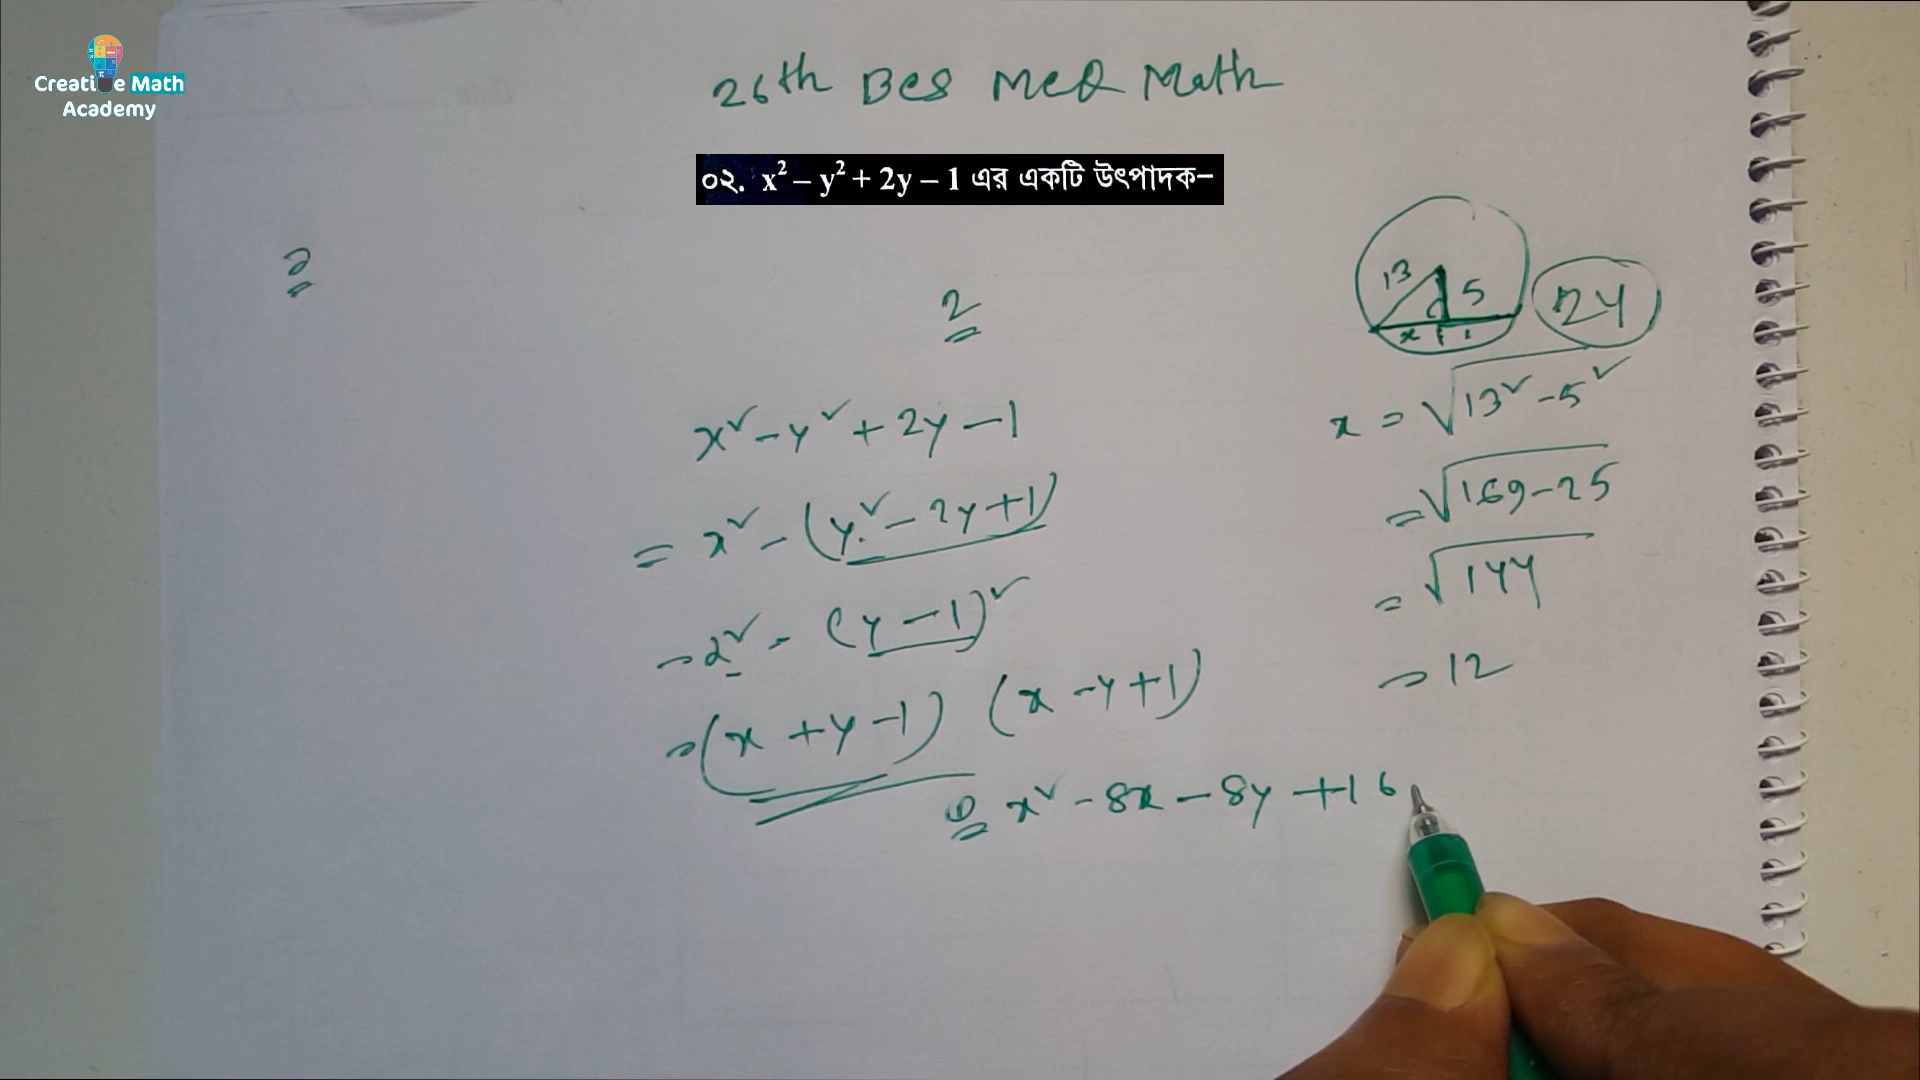 Creative Math
Academy
26th Bcs McQ Math
০২. x² – y² + 2y – 1 এর একটি উৎপাদক–
2
x² - y² + 2y - 1
= x² - (y² - 2y + 1)
= x² - (y - 1)²
= (x + y - 1) (x - y + 1)
x² - 8x - 8y + 16
13 5
x
24
x = √13² - 5²
= √169 - 25
= √144
= 12